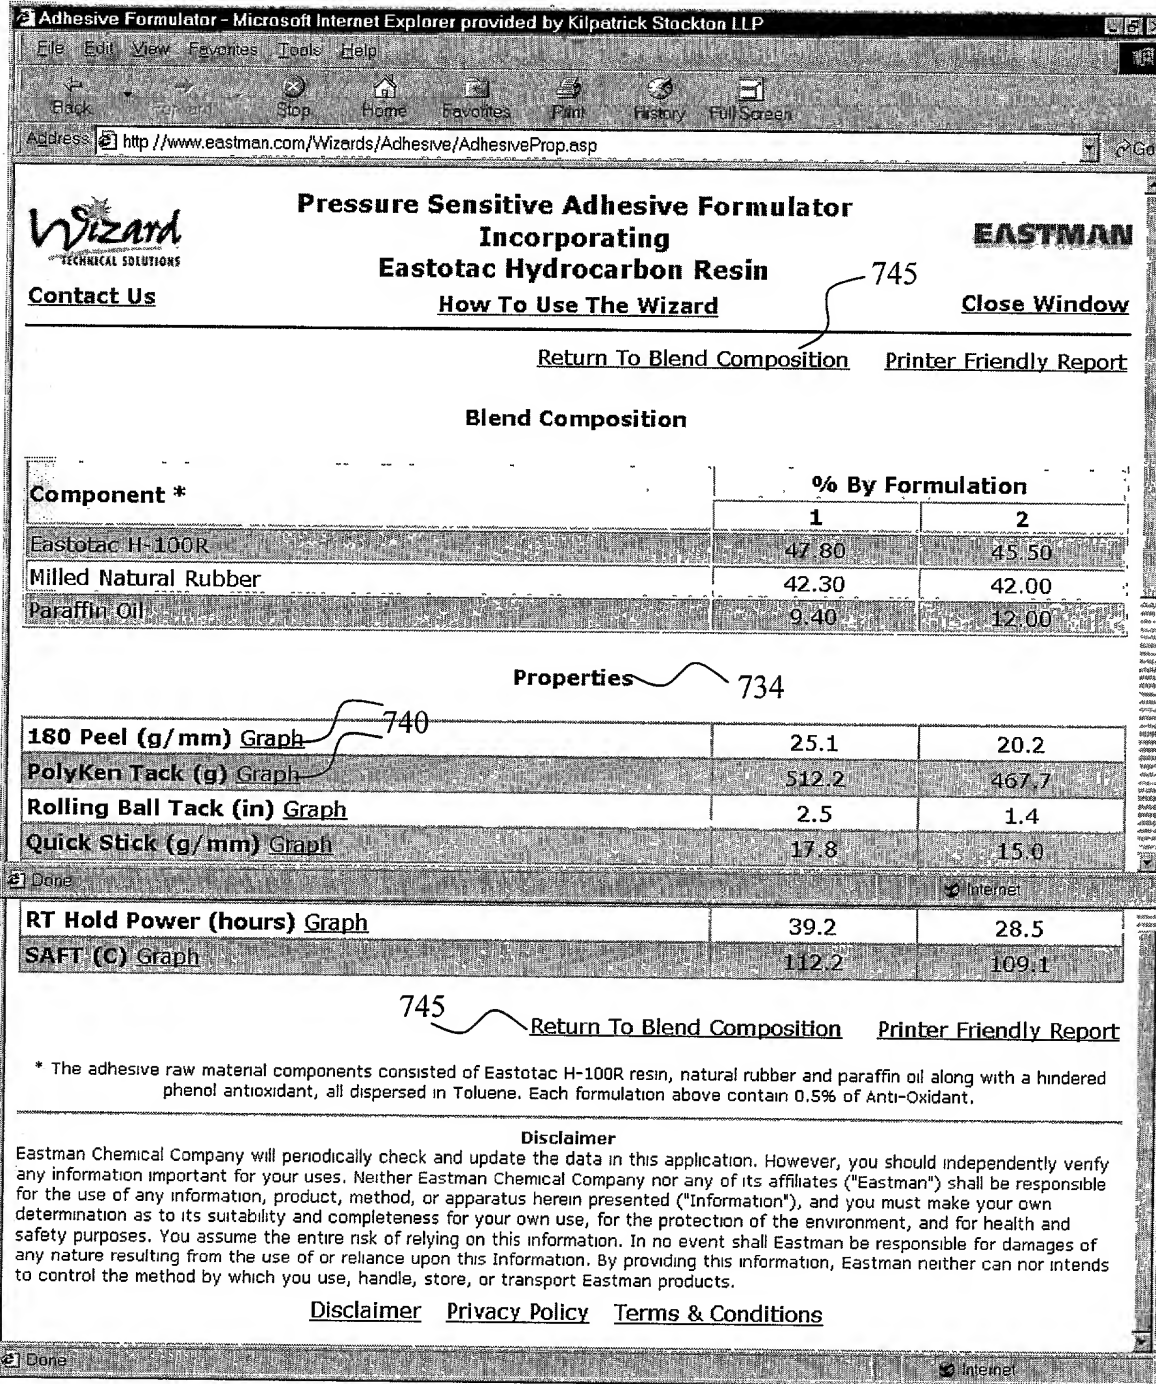 Adhesive Formulator - Microsoft Internet Explorer provided by Kilpatrick Stockton LLP
File Edit View Favorites Tools Help
Back Forward Stop Home Favorites Print History Full Screen
Address http://www.eastman.com/Wizards/Adhesive/AdhesiveProp.asp Go
Wizard
TECHNICAL SOLUTIONS
Pressure Sensitive Adhesive Formulator
Incorporating
Eastotac Hydrocarbon Resin
EASTMAN
745
Contact Us How To Use The Wizard Close Window
Return To Blend Composition Printer Friendly Report
Blend Composition
Component * % By Formulation
1 2
Eastotac H-100R 47.80 45.50
Milled Natural Rubber 42.30 42.00
Paraffin Oil 9.40 12.00
Properties 734
740
180 Peel (g/mm) Graph 25.1 20.2
PolyKen Tack (g) Graph 512.2 467.7
Rolling Ball Tack (in) Graph 2.5 1.4
Quick Stick (g/mm) Graph 17.8 15.0
Done Internet
RT Hold Power (hours) Graph 39.2 28.5
SAFT (C) Graph 112.2 109.1
745
Return To Blend Composition Printer Friendly Report
* The adhesive raw material components consisted of Eastotac H-100R resin, natural rubber and paraffin oil along with a hindered
phenol antioxidant, all dispersed in Toluene. Each formulation above contain 0.5% of Anti-Oxidant.
Disclaimer
Eastman Chemical Company will periodically check and update the data in this application. However, you should independently verify
any information important for your uses. Neither Eastman Chemical Company nor any of its affiliates ("Eastman") shall be responsible
for the use of any information, product, method, or apparatus herein presented ("Information"), and you must make your own
determination as to its suitability and completeness for your own use, for the protection of the environment, and for health and
safety purposes. You assume the entire risk of relying on this information. In no event shall Eastman be responsible for damages of
any nature resulting from the use of or reliance upon this Information. By providing this information, Eastman neither can nor intends
to control the method by which you use, handle, store, or transport Eastman products.
Disclaimer Privacy Policy Terms & Conditions
Done Internet